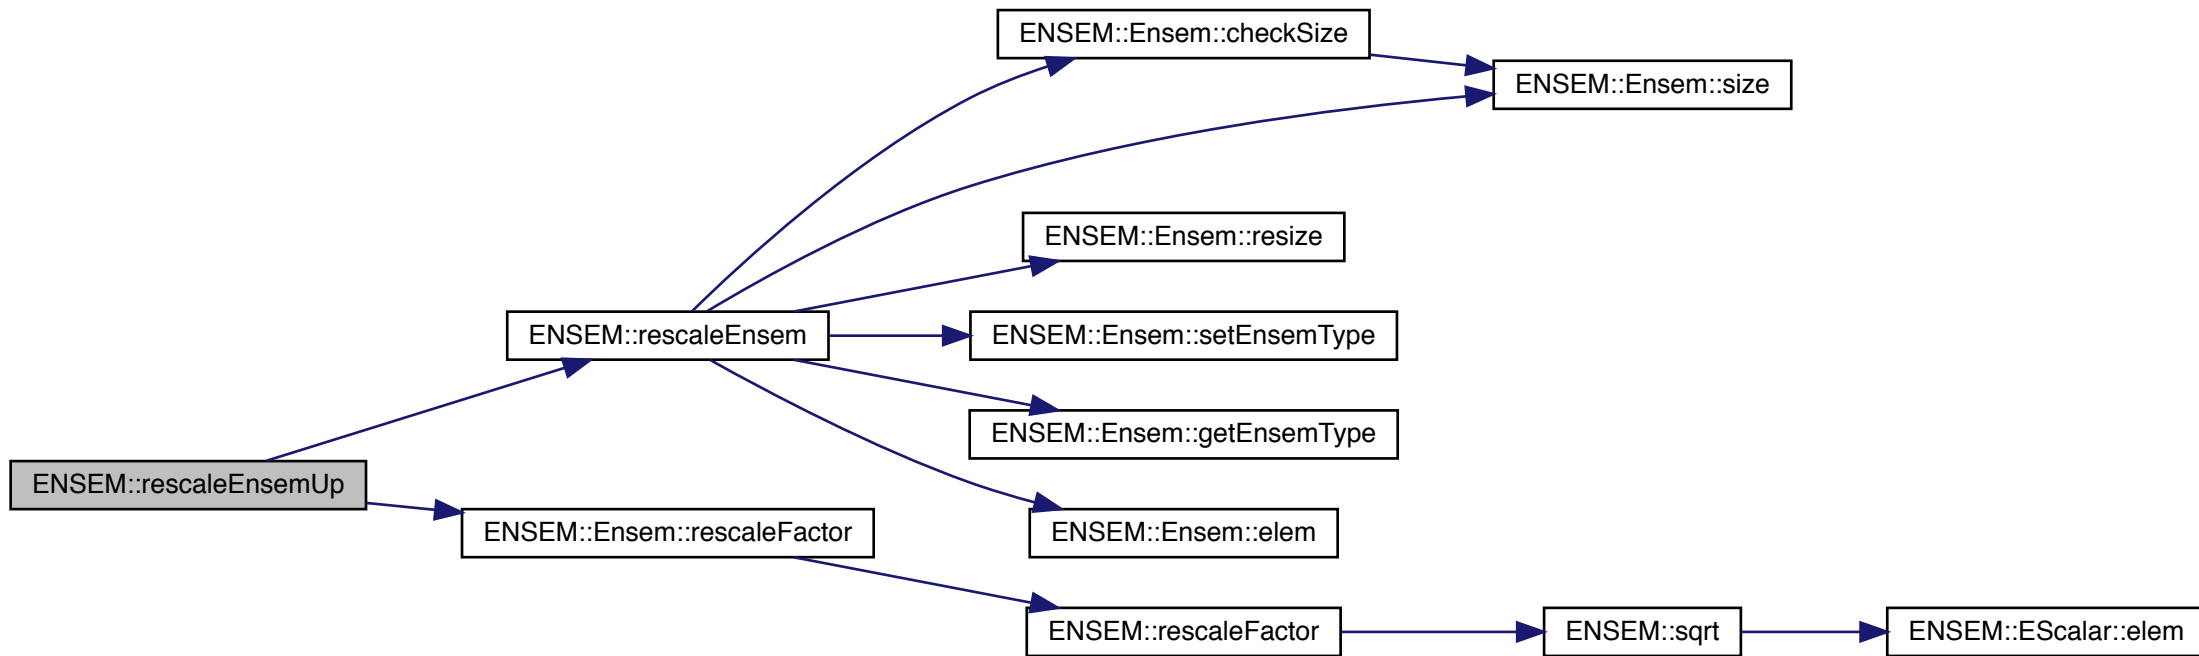 ENSEM::Ensem::checkSize
ENSEM::Ensem::size
ENSEM::Ensem::resize
ENSEM::rescaleEnsem
ENSEM::Ensem::setEnsemType
ENSEM::Ensem::getEnsemType
ENSEM::rescaleEnsemUp
ENSEM::Ensem::rescaleFactor
ENSEM::Ensem::elem
ENSEM::rescaleFactor
ENSEM::sqrt
ENSEM::EScalar::elem